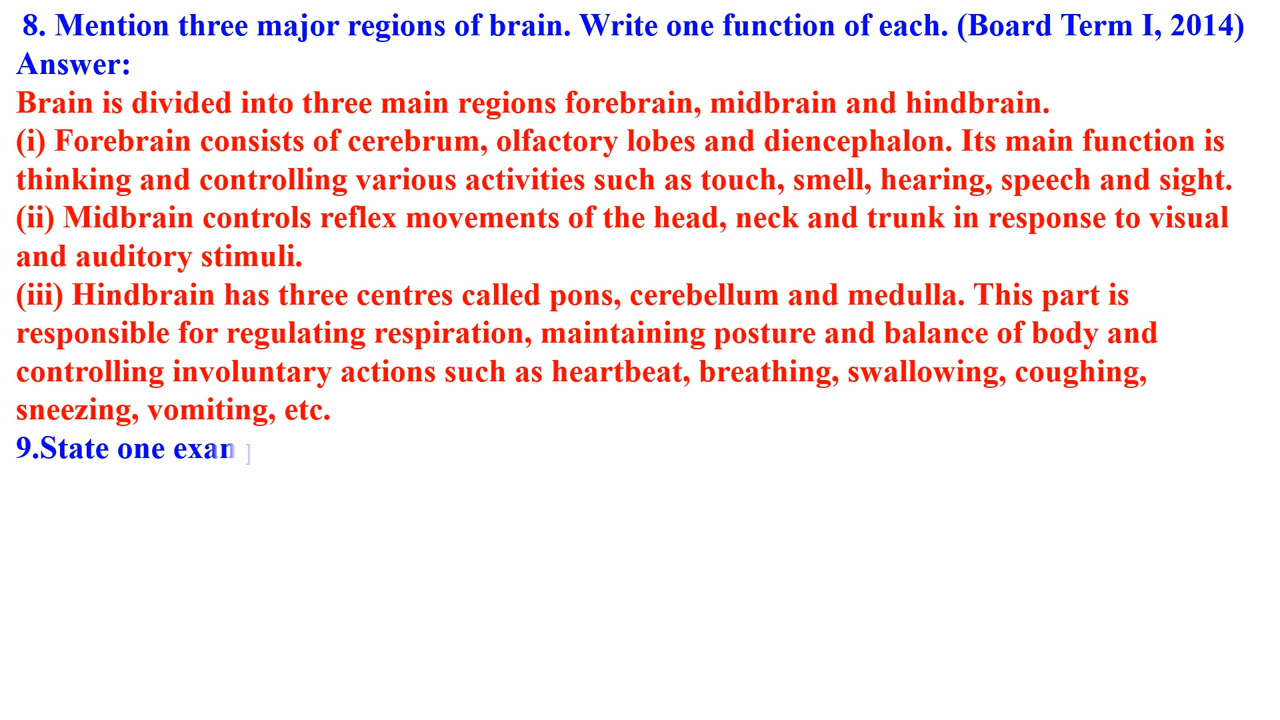 8. Mention three major regions of brain. Write one function of each. (Board Term I, 2014)
Answer:
Brain is divided into three main regions forebrain, midbrain and hindbrain.
(i) Forebrain consists of cerebrum, olfactory lobes and diencephalon. Its main function is
thinking and controlling various activities such as touch, smell, hearing, speech and sight.
(ii) Midbrain controls reflex movements of the head, neck and trunk in response to visual
and auditory stimuli.
(iii) Hindbrain has three centres called pons, cerebellum and medulla. This part is
responsible for regulating respiration, maintaining posture and balance of body and
controlling involuntary actions such as heartbeat, breathing, swallowing, coughing,
sneezing, vomiting, etc.
9.State one